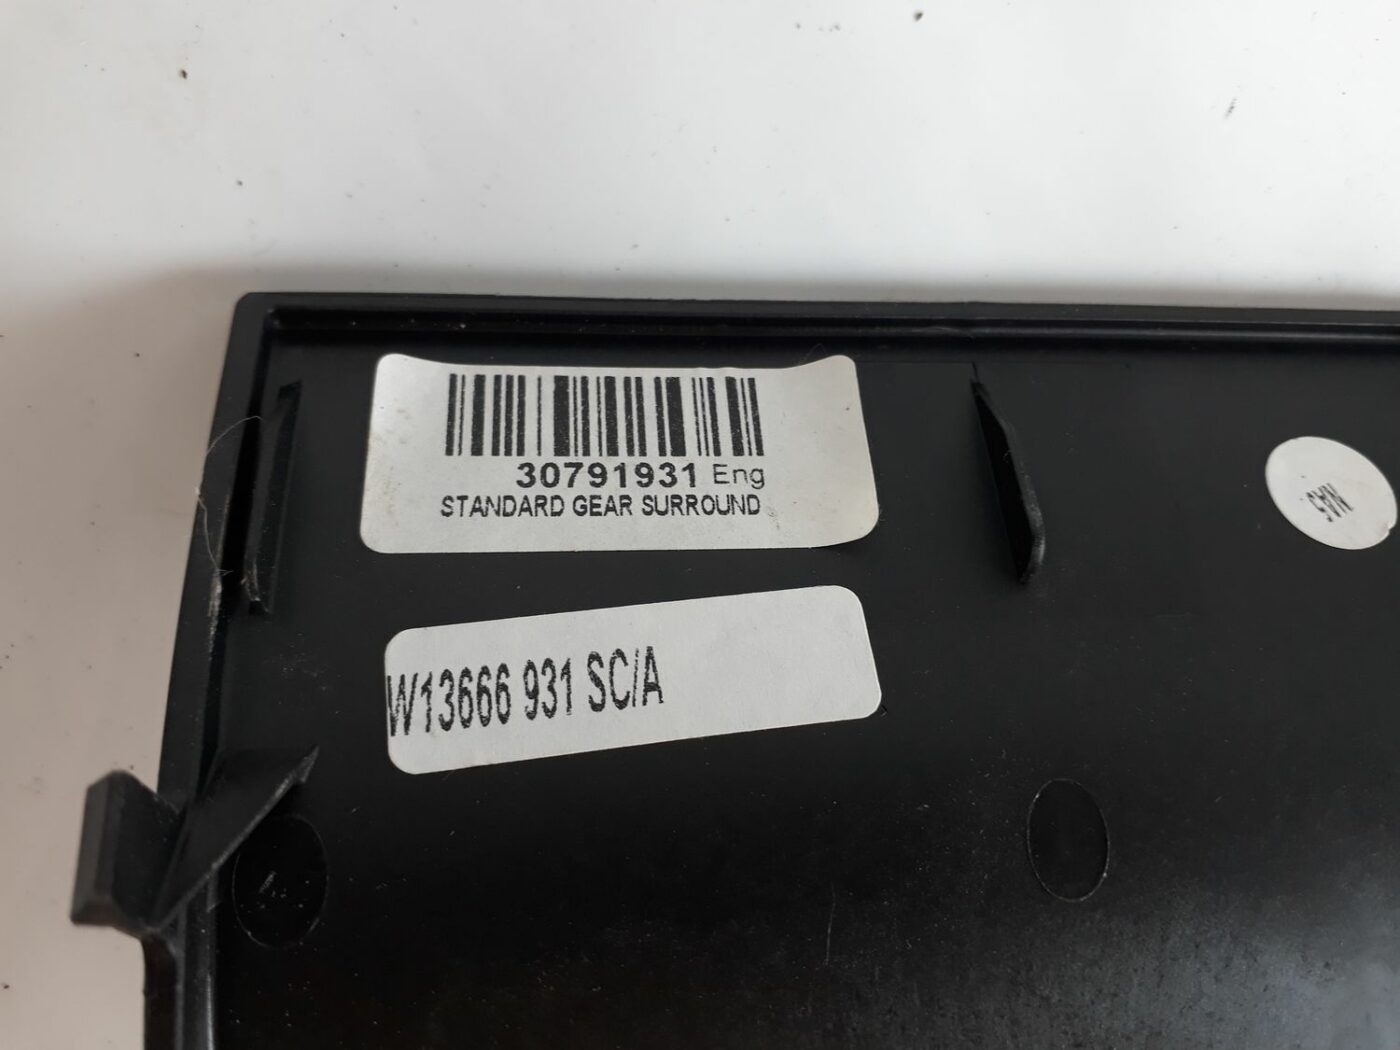 30791931 Eng
STANDARD GEAR SURROUND
W13666 931 SC/A